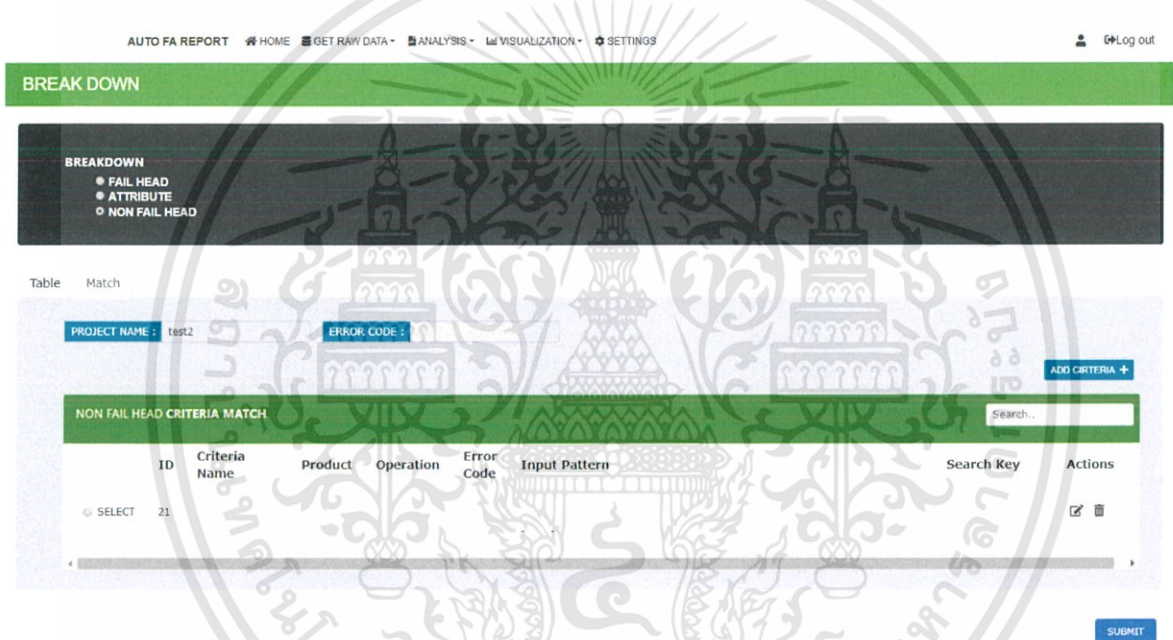 AUTO FA REPORT HOME GET RAW DATA ANALYSIS VISUALIZATION SETTINGS Log out
BREAK DOWN
BREAKDOWN
FAIL HEAD
ATTRIBUTE
NON FAIL HEAD
Table Match
PROJECT NAME : test2 ERROR CODE :
ADD CIRTERIA +
NON FAIL HEAD CRITERIA MATCH Search..
ID Criteria Name Product Operation Error Code Input Pattern Search Key Actions
SELECT 21
SUBMIT